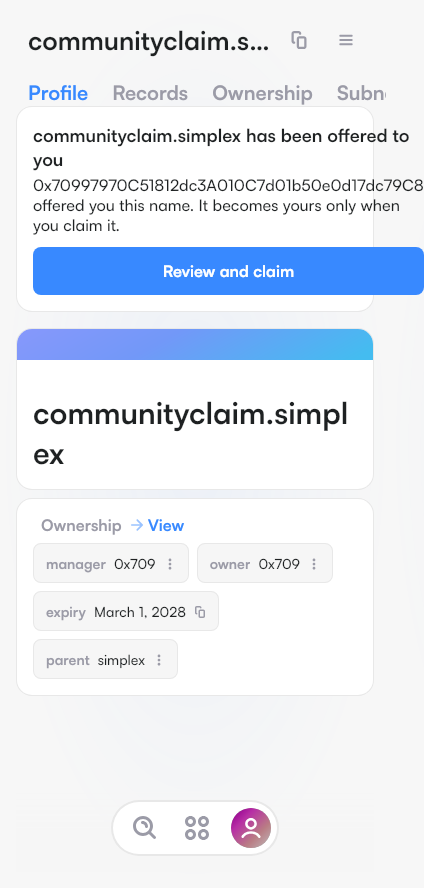 communityclaim.s...
Profile Records Ownership Subn
communityclaim.simplex has been offered to
you
0x70997970C51812dc3A010C7d01b50e0d17dc79C8
offered you this name. It becomes yours only when
you claim it.
Review and claim
communityclaim.simpl
ex
Ownership → View
manager 0x709 owner 0x709
expiry March 1, 2028
parent simplex